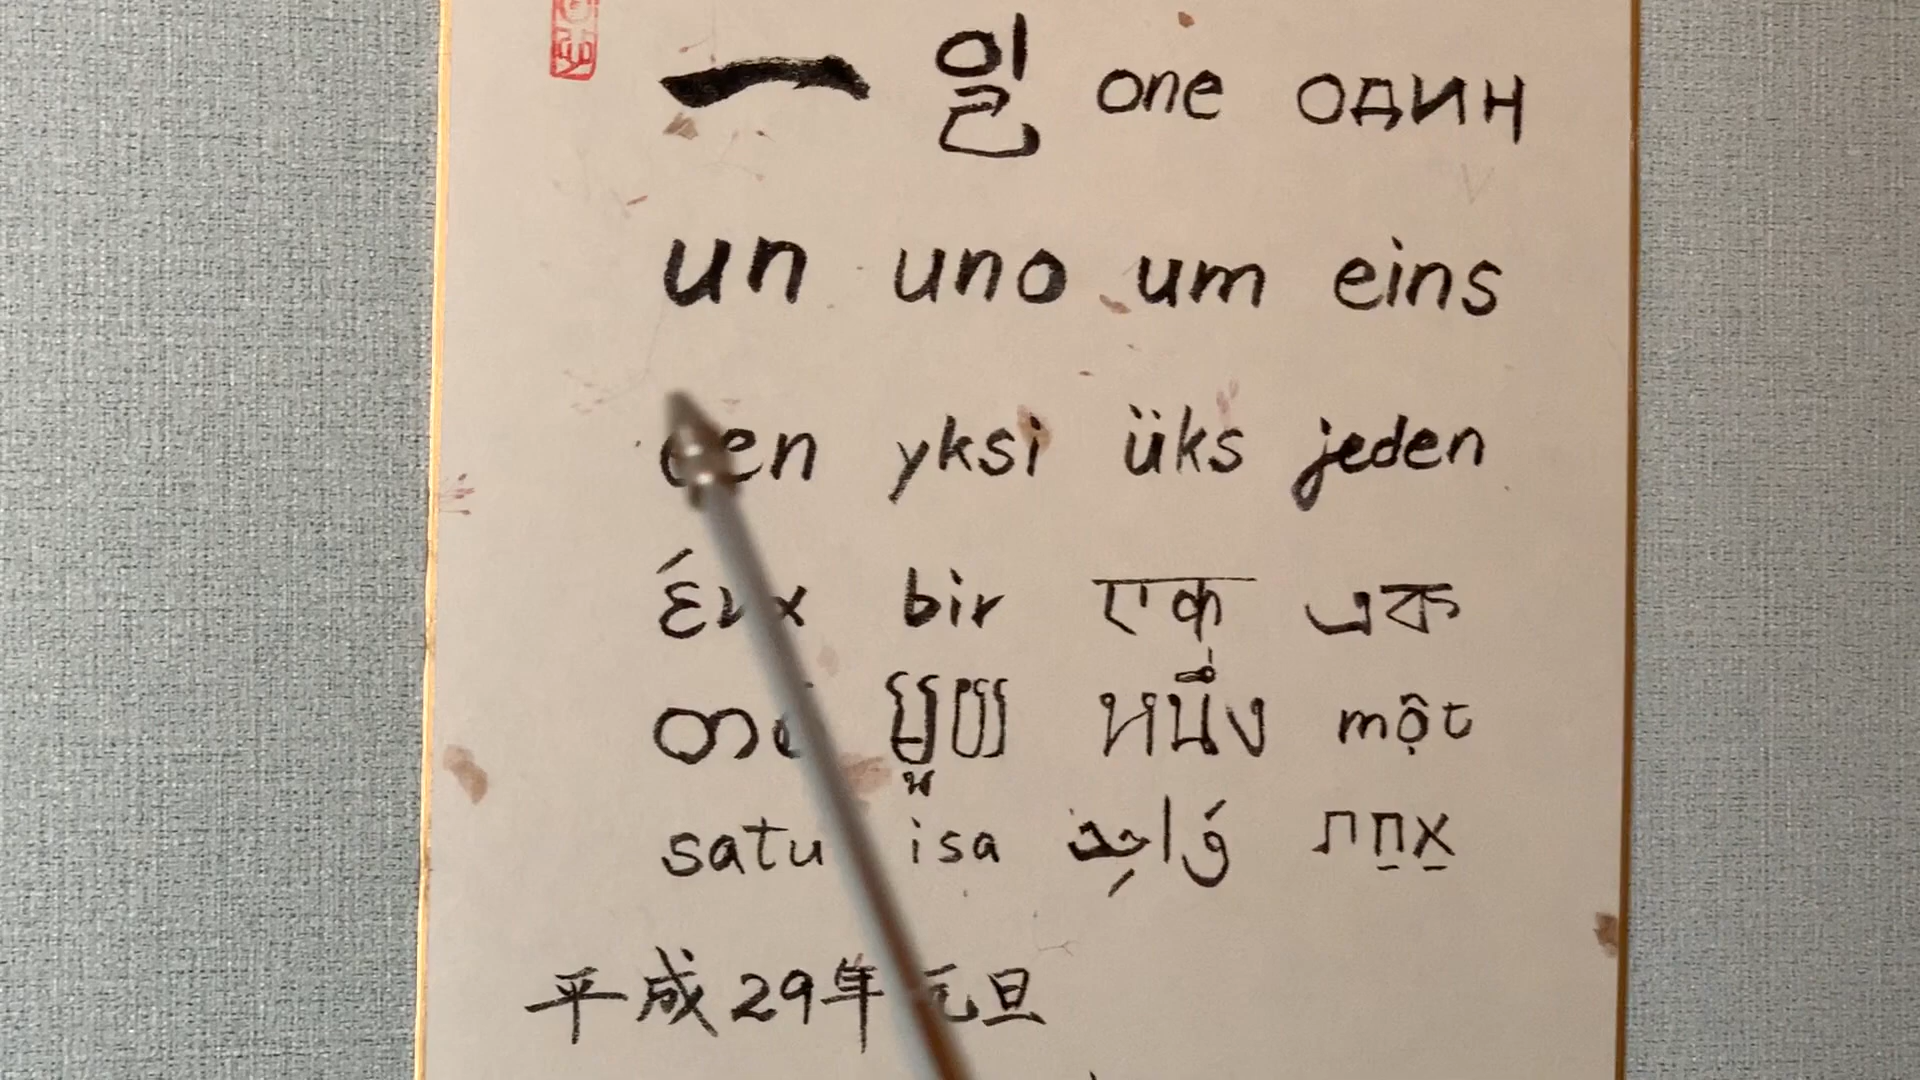 一 일 one один
un uno um eins
een yksi üks jeden
ένα bir एक এক
មួយ หนึ่ง một
satu isa وَاحِد אַחַת
平成29年元旦